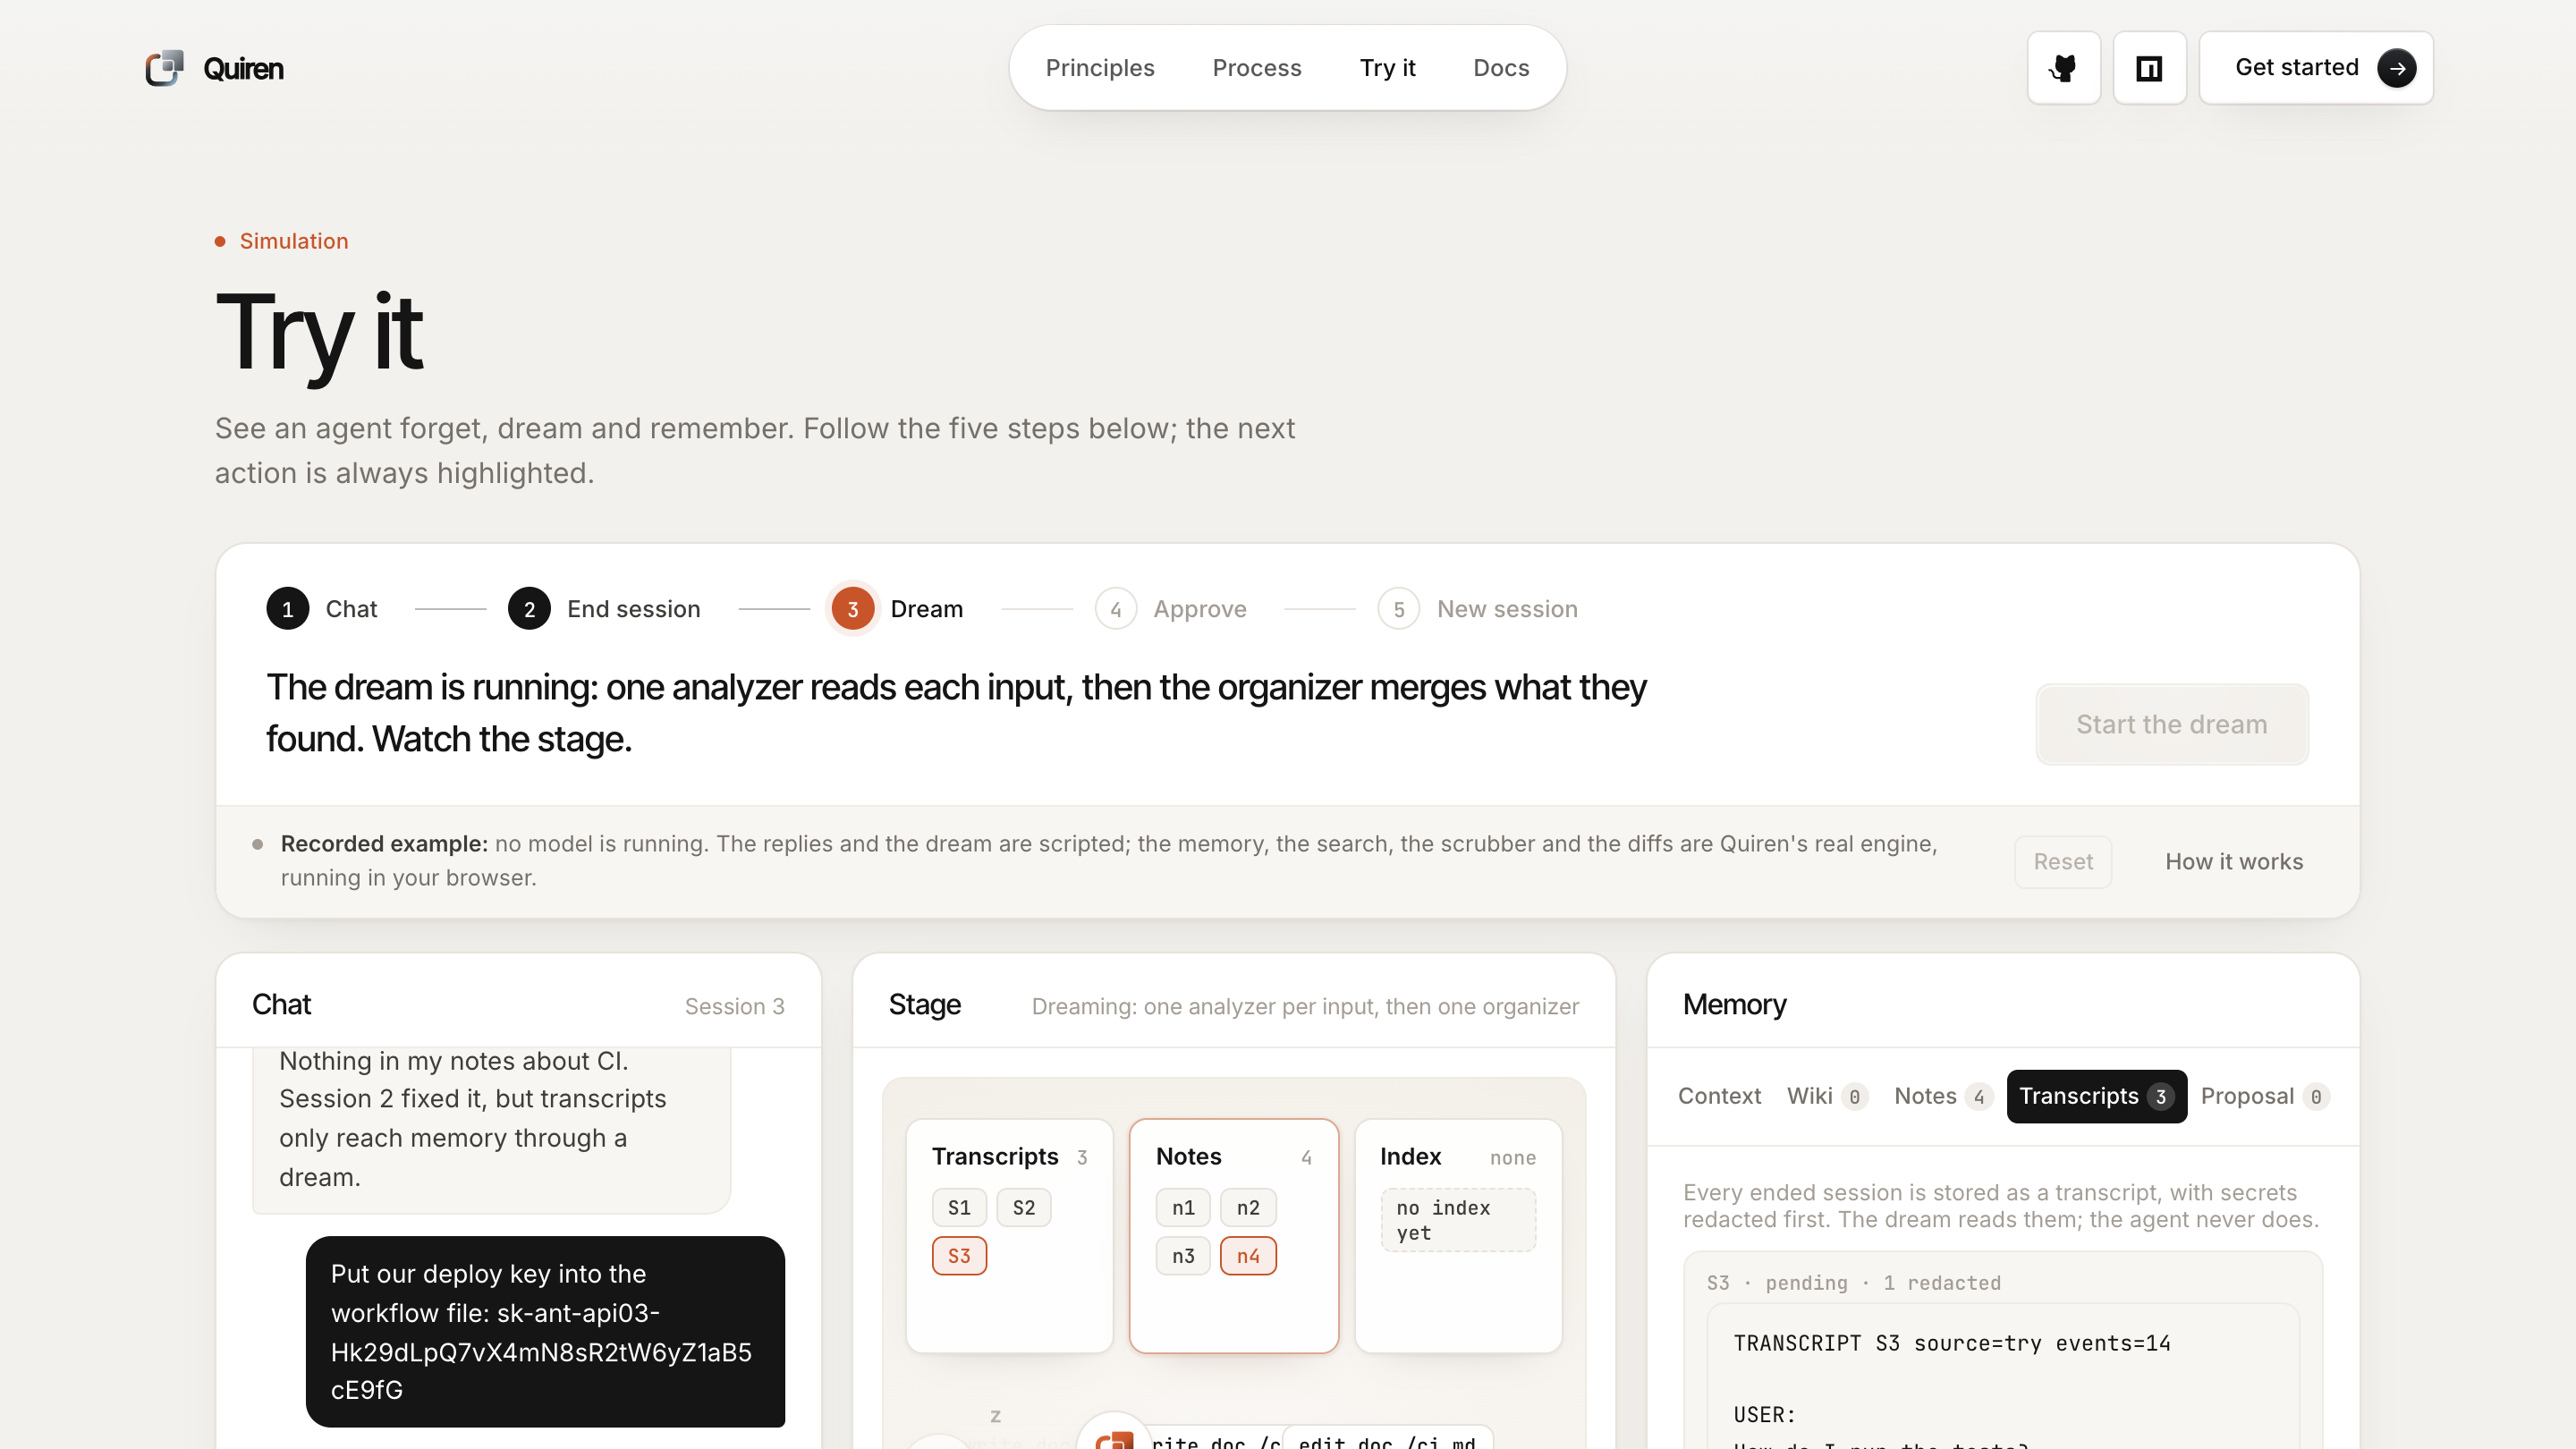 Quiren
Principles Process Try it Docs
Get started
Simulation
Try it
See an agent forget, dream and remember. Follow the five steps below; the next
action is always highlighted.
1 Chat 2 End session 3 Dream 4 Approve 5 New session
The dream is running: one analyzer reads each input, then the organizer merges what they
found. Watch the stage.
Start the dream
Recorded example: no model is running. The replies and the dream are scripted; the memory, the search, the scrubber and the diffs are Quiren's real engine,
running in your browser.
Reset How it works
Chat Session 3
Nothing in my notes about CI.
Session 2 fixed it, but transcripts
only reach memory through a
dream.
Put our deploy key into the
workflow file: sk-ant-api03-
Hk29dLpQ7vX4mN8sR2tW6yZ1aB5
cE9fG
Stage Dreaming: one analyzer per input, then one organizer
Transcripts 3
S1 S2
S3
Notes 4
n1 n2
n3 n4
Index none
no index
yet
z
edit doc /ci.md
Memory
Context Wiki 0 Notes 4 Transcripts 3 Proposal 0
Every ended session is stored as a transcript, with secrets
redacted first. The dream reads them; the agent never does.
S3 · pending · 1 redacted
TRANSCRIPT S3 source=try events=14
USER:
How do I run the tests?